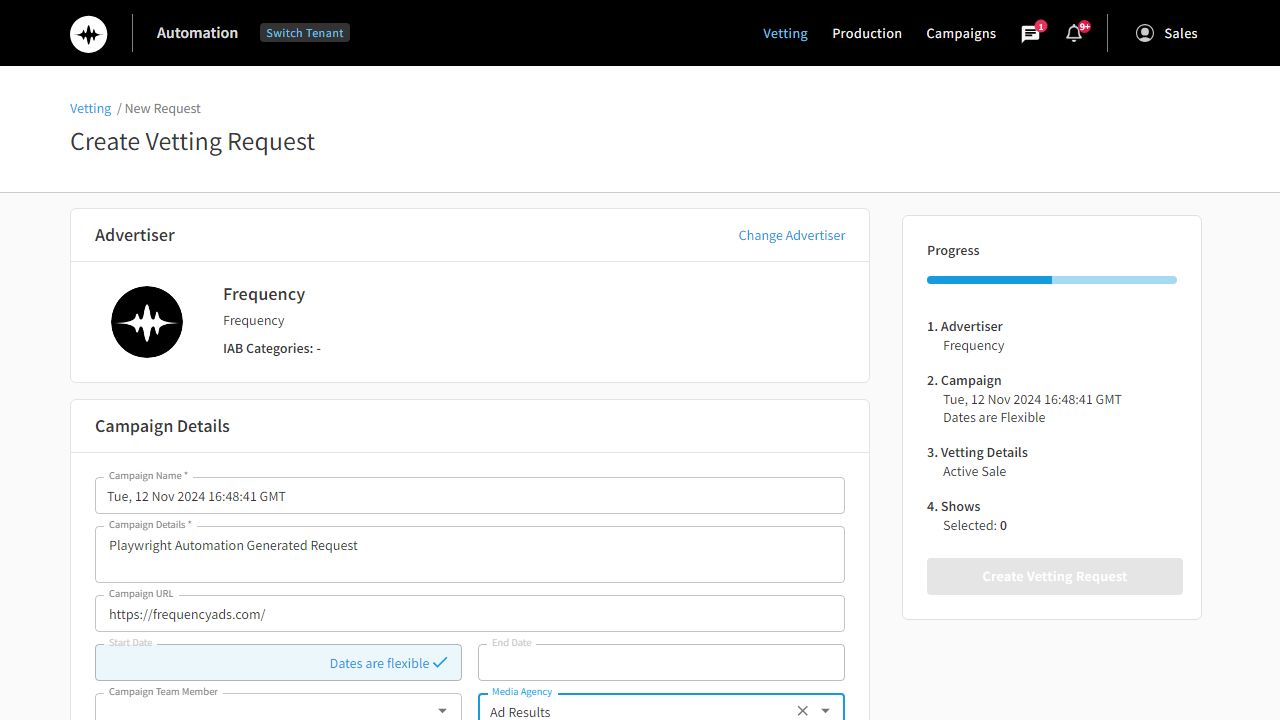 Automation
Switch Tenant
Vetting
Production
Campaigns
1
9+
Sales
Vetting / New Request
Create Vetting Request
Advertiser
Change Advertiser
Frequency
Frequency
IAB Categories: -
Campaign Details
Campaign Name *
Tue, 12 Nov 2024 16:48:41 GMT
Campaign Details *
Playwright Automation Generated Request
Campaign URL
https://frequencyads.com/
Start Date
Dates are flexible
End Date
Campaign Team Member
Media Agency
Ad Results
Progress
1. Advertiser
Frequency
2. Campaign
Tue, 12 Nov 2024 16:48:41 GMT
Dates are Flexible
3. Vetting Details
Active Sale
4. Shows
Selected: 0
Create Vetting Request